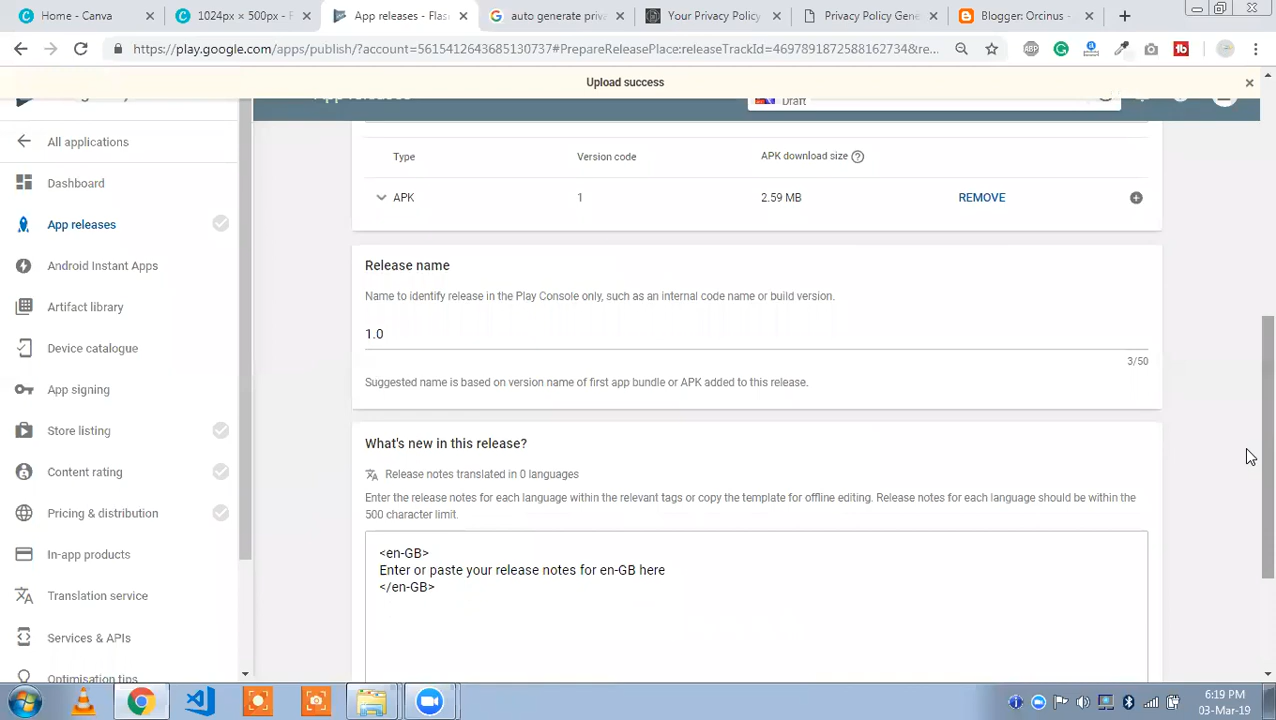 Home - Canva
1024px × 500px - F
App releases - Flas
auto generate priv
Your Privacy Policy
Privacy Policy Gene
Blogger: Orcinus
https://play.google.com/apps/publish/?account=5615412643685130737#PrepareReleasePlace:releaseTrackId=4697891872588162734&re...
Upload success
Draft
All applications
Dashboard
App releases
Android Instant Apps
Artifact library
Device catalogue
App signing
Store listing
Content rating
Pricing & distribution
In-app products
Translation service
Services & APIs
Optimisation tips
Type
Version code
APK download size
APK
1
2.59 MB
REMOVE
Release name
Name to identify release in the Play Console only, such as an internal code name or build version.
1.0
3/50
Suggested name is based on version name of first app bundle or APK added to this release.
What's new in this release?
Release notes translated in 0 languages
Enter the release notes for each language within the relevant tags or copy the template for offline editing. Release notes for each language should be within the
500 character limit.
<en-GB>
Enter or paste your release notes for en-GB here
</en-GB>
6:19 PM
03-Mar-19